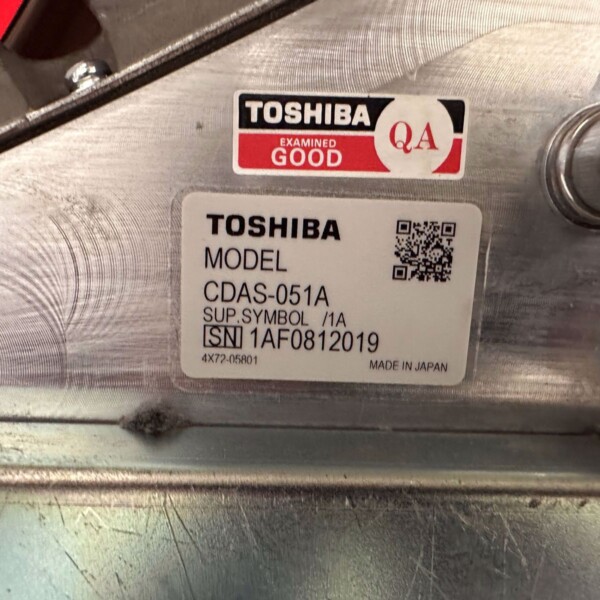 TOSHIBA
EXAMINED
GOOD
QA
TOSHIBA
MODEL
CDAS-051A
SUP.SYMBOL /1A
SN 1AF0812019
4X72-05801
MADE IN JAPAN